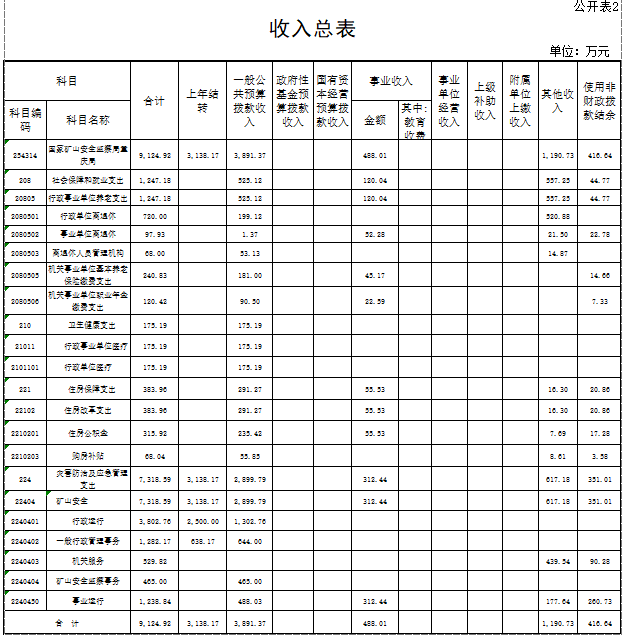 公开表2
收入总表
单位：万元
科目 合计 上年结转 一般公共预算拨款收入 政府性基金预算拨款收入 国有资本经营预算拨款收入 事业收入 事业单位经营收入 上级补助收入 附属单位上缴收入 其他收入 使用非财政拨款结余
科目编码 科目名称 金额 其中：教育收费
254314 国家矿山安全监察局重庆局 9,124.92 3,138.17 3,891.37 488.01 1,190.73 416.64
208 社会保障和就业支出 1,247.18 525.12 120.04 557.25 44.77
20805 行政事业单位养老支出 1,247.18 525.12 120.04 557.25 44.77
2080501 行政单位离退休 720.00 199.12 520.88
2080502 事业单位离退休 97.93 1.37 52.28 21.50 22.78
2080503 离退休人员管理机构 68.00 53.13 14.87
2080505 机关事业单位基本养老保险缴费支出 240.83 181.00 45.17 14.66
2080506 机关事业单位职业年金缴费支出 120.42 90.50 22.59 7.33
210 卫生健康支出 175.19 175.19
21011 行政事业单位医疗 175.19 175.19
2101101 行政单位医疗 175.19 175.19
221 住房保障支出 383.96 291.27 55.53 16.30 20.86
22102 住房改革支出 383.96 291.27 55.53 16.30 20.86
2210201 住房公积金 315.92 235.42 55.53 7.69 17.28
2210203 购房补贴 68.04 55.85 8.61 3.58
224 灾害防治及应急管理支出 7,318.59 3,138.17 2,899.79 312.44 617.18 351.01
22404 矿山安全 7,318.59 3,138.17 2,899.79 312.44 617.18 351.01
2240401 行政运行 3,802.76 2,500.00 1,302.76
2240402 一般行政管理事务 1,282.17 638.17 644.00
2240403 机关服务 529.82 439.54 90.28
2240404 矿山安全监察事务 465.00 465.00
2240450 事业运行 1,238.84 488.03 312.44 177.64 260.73
合 计 9,124.92 3,138.17 3,891.37 488.01 1,190.73 416.64